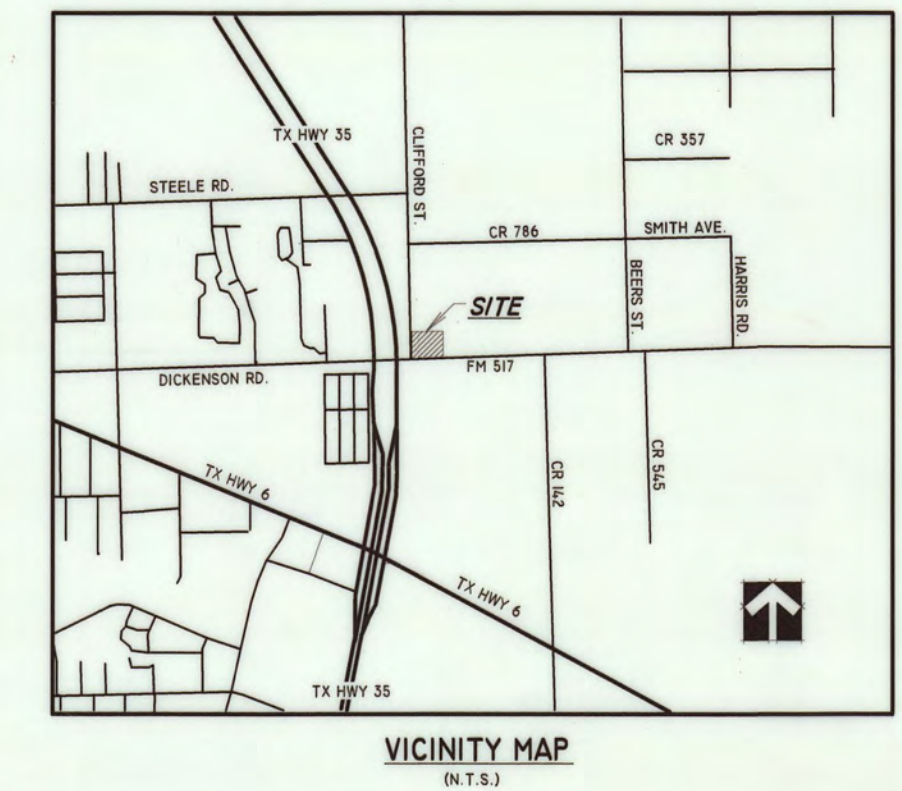 TX HWY 35
CLIFFORD ST.
CR 357
STEELE RD.
CR 786
SMITH AVE.
BEERS ST.
HARRIS RD.
SITE
FM 517
DICKENSON RD.
TX HWY 6
CR 142
CR 545
TX HWY 6
TX HWY 35
VICINITY MAP
(N.T.S.)